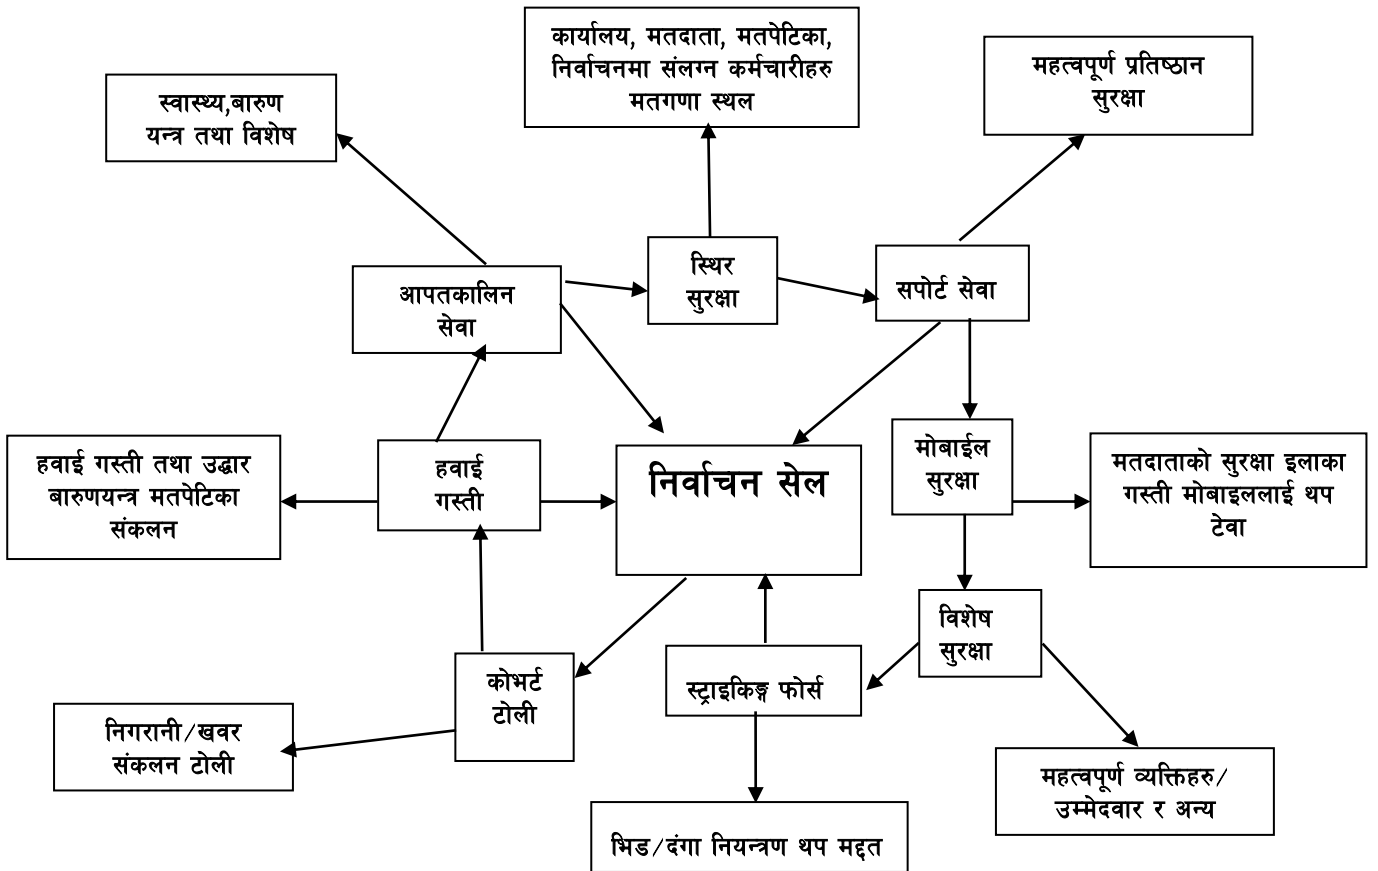 कार्यालय, मतदाता, मतपेटिका,
निर्वाचनमा संलग्न कर्मचारीहरु
मतगणा स्थल
महत्वपूर्ण प्रतिष्ठान
सुरक्षा
स्वास्थ्य,बारुण
यन्त्र तथा विशेष
स्थिर
सुरक्षा
सपोर्ट सेवा
आपतकालिन
सेवा
हवाई गस्ती तथा उद्धार
बारुणयन्त्र मतपेटिका
संकलन
हवाई
गस्ती
निर्वाचन सेल
मोबाईल
सुरक्षा
मतदाताको सुरक्षा इलाका
गस्ती मोबाइललाई थप
टेवा
विशेष
सुरक्षा
स्ट्राइकिङ्ग फोर्स
कोभर्ट
टोली
निगरानी/खवर
संकलन टोली
महत्वपूर्ण व्यक्तिहरु/
उम्मेदवार र अन्य
भिड/दंगा नियन्त्रण थप मद्दत